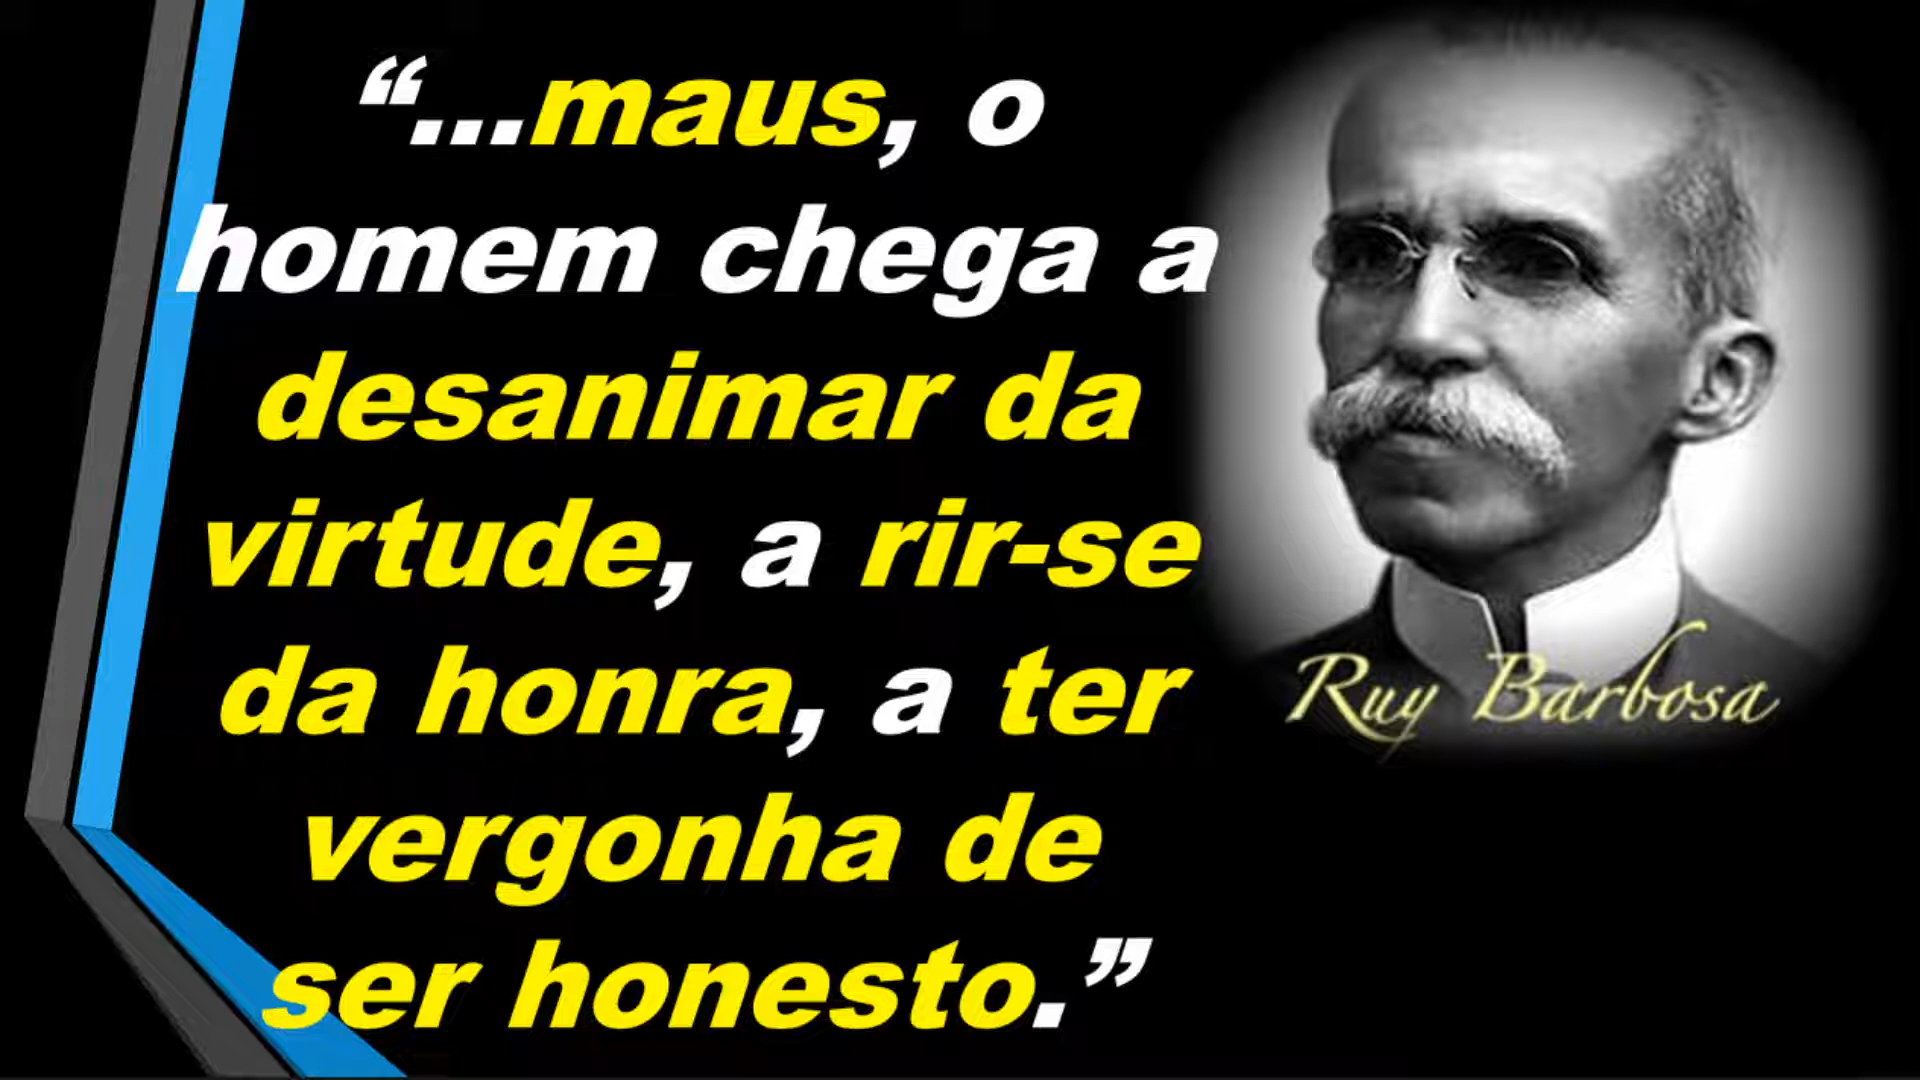 “...maus, o
homem chega a
desanimar da
virtude, a rir-se
da honra, a ter
vergonha de
ser honesto.”
Ruy Barbosa